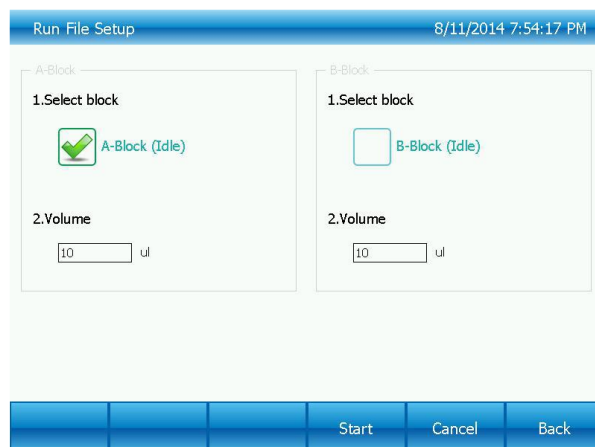 Run File Setup 8/11/2014 7:54:17 PM
A-Block
1.Select block
A-Block (Idle)
2.Volume
10 ul
B-Block
1.Select block
B-Block (Idle)
2.Volume
10 ul
Start Cancel Back